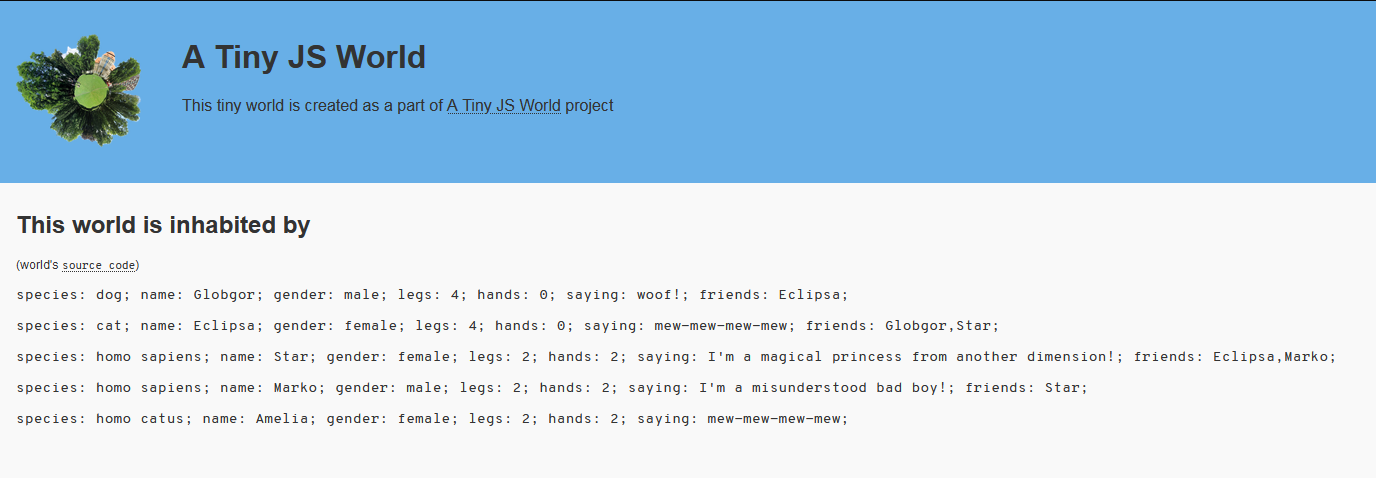 A Tiny JS World
This tiny world is created as a part of A Tiny JS World project
This world is inhabited by
(world's source code)
species: dog; name: Globgor; gender: male; legs: 4; hands: 0; saying: woof!; friends: Eclipsa;
species: cat; name: Eclipsa; gender: female; legs: 4; hands: 0; saying: mew-mew-mew-mew; friends: Globgor,Star;
species: homo sapiens; name: Star; gender: female; legs: 2; hands: 2; saying: I'm a magical princess from another dimension!; friends: Eclipsa,Marko;
species: homo sapiens; name: Marko; gender: male; legs: 2; hands: 2; saying: I'm a misunderstood bad boy!; friends: Star;
species: homo catus; name: Amelia; gender: female; legs: 2; hands: 2; saying: mew-mew-mew-mew;